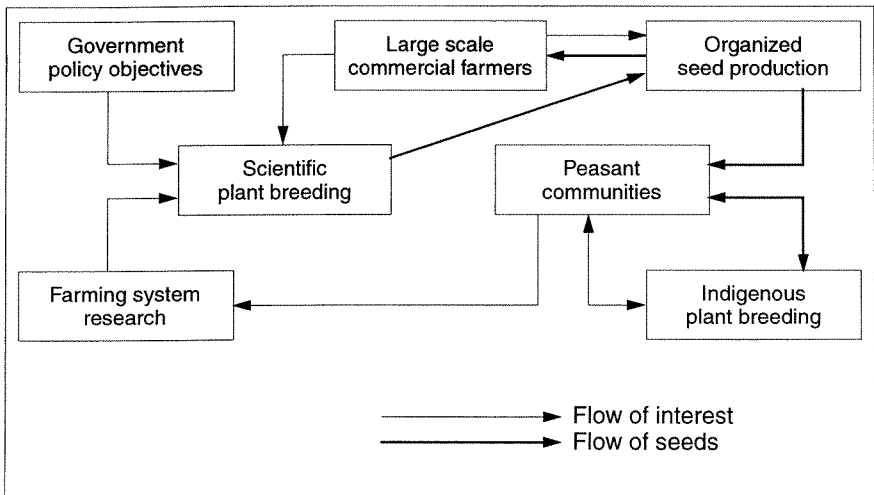 Government
policy objectives
Large scale
commercial farmers
Organized
seed production
Scientific
plant breeding
Peasant
communities
Farming system
research
Indigenous
plant breeding
Flow of interest
Flow of seeds